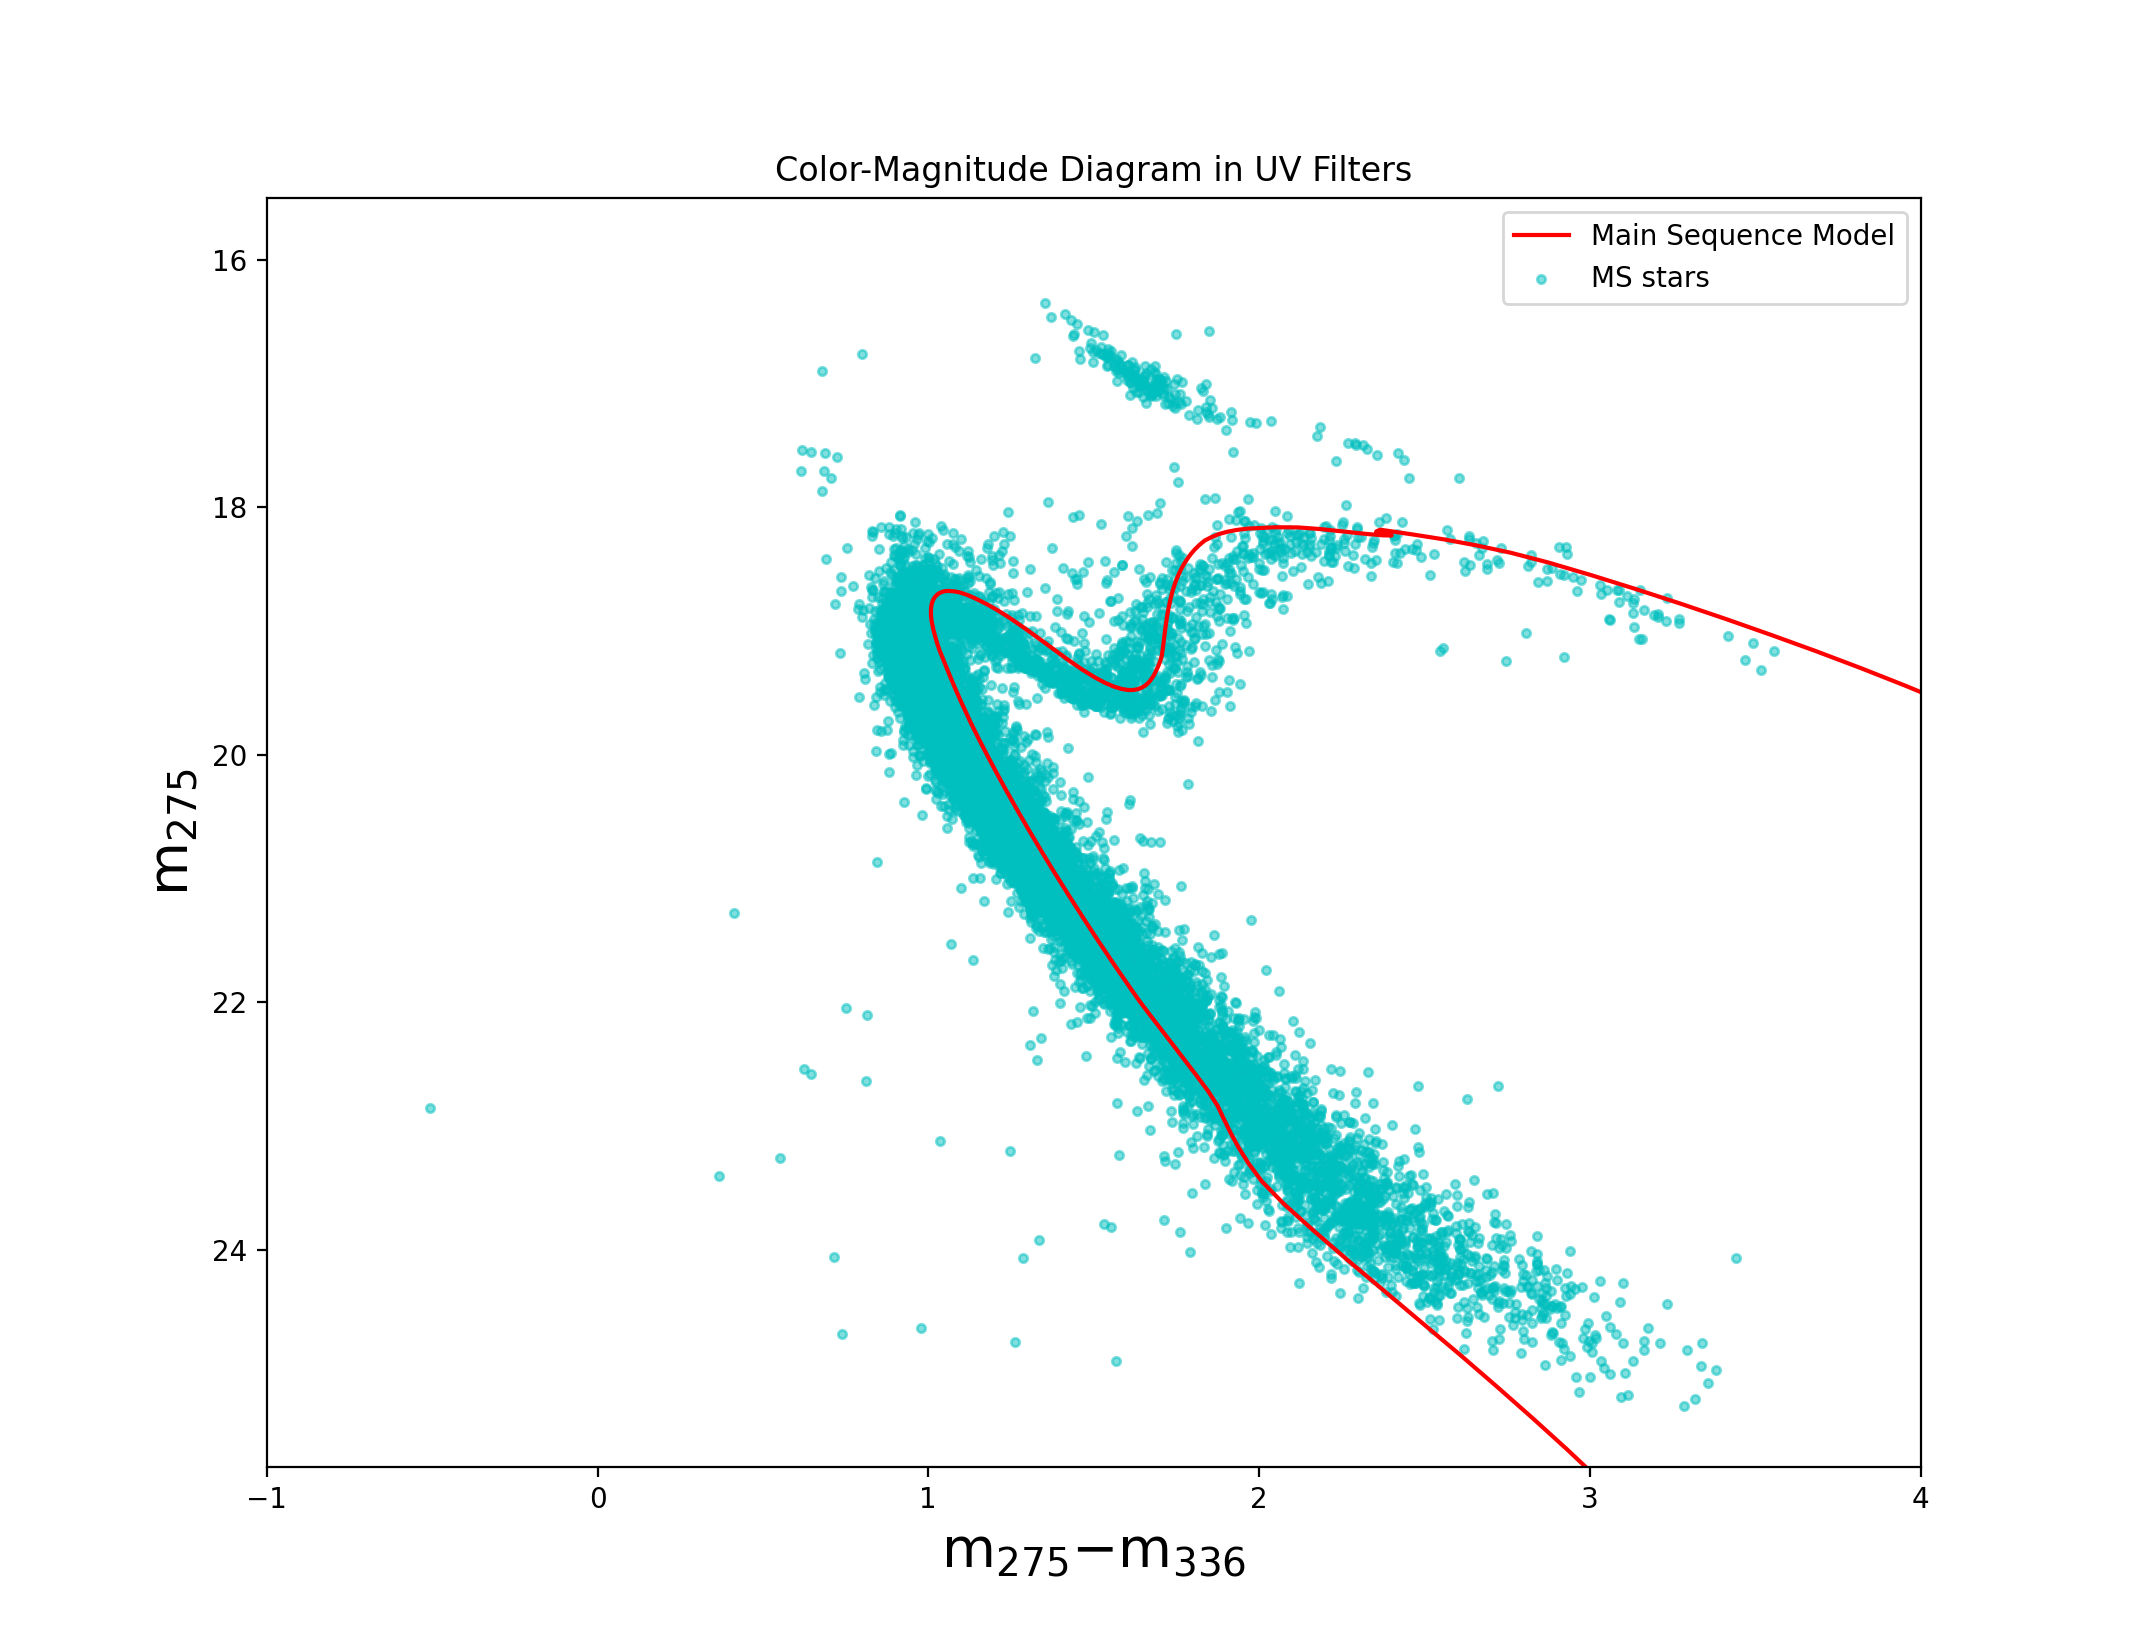 Color-Magnitude Diagram in UV Filters
Main Sequence Model
MS stars
16
18
20
22
24
m₂₇₅
−1
0
1
2
3
4
m₂₇₅−m₃₃₆